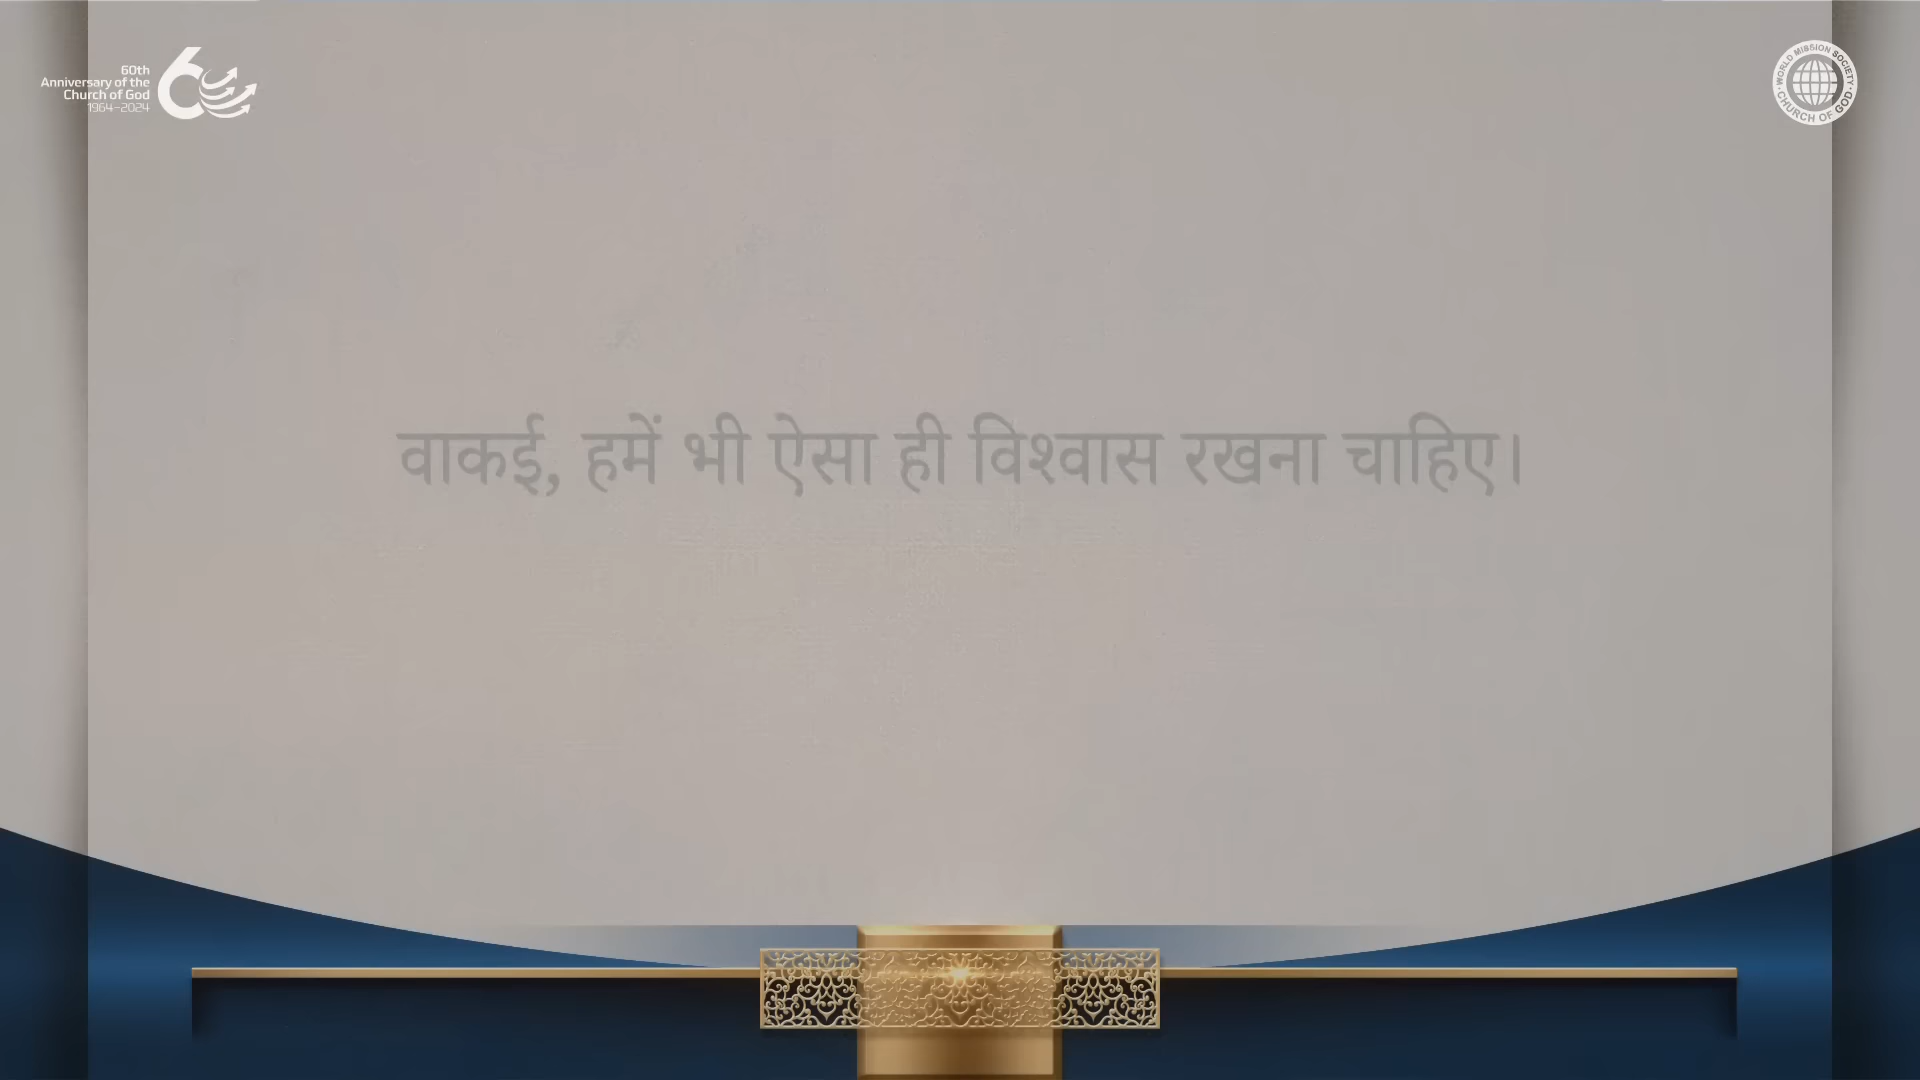 60th
Anniversary of the
Church of God
1964–2024
WORLD MISSION SOCIETY
CHURCH OF GOD
वाकई, हमें भी ऐसा ही विश्वास रखना चाहिए।